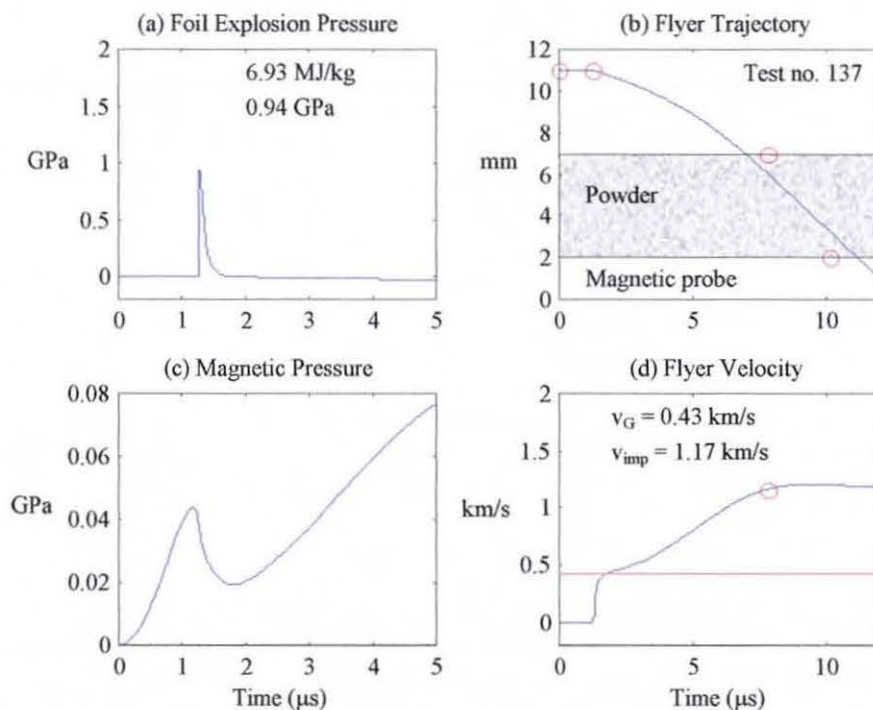 (a) Foil Explosion Pressure
2
1.5
1
0.5
0
GPa
6.93 MJ/kg
0.94 GPa
0 1 2 3 4 5
(b) Flyer Trajectory
12
10
8
6
4
2
0
mm
Test no. 137
Powder
Magnetic probe
0 5 10
(c) Magnetic Pressure
0.08
0.06
0.04
0.02
0
GPa
0 1 2 3 4 5
Time (μs)
(d) Flyer Velocity
2
1.5
1
0.5
0
km/s
v_G = 0.43 km/s
v_imp = 1.17 km/s
0 5 10
Time (μs)